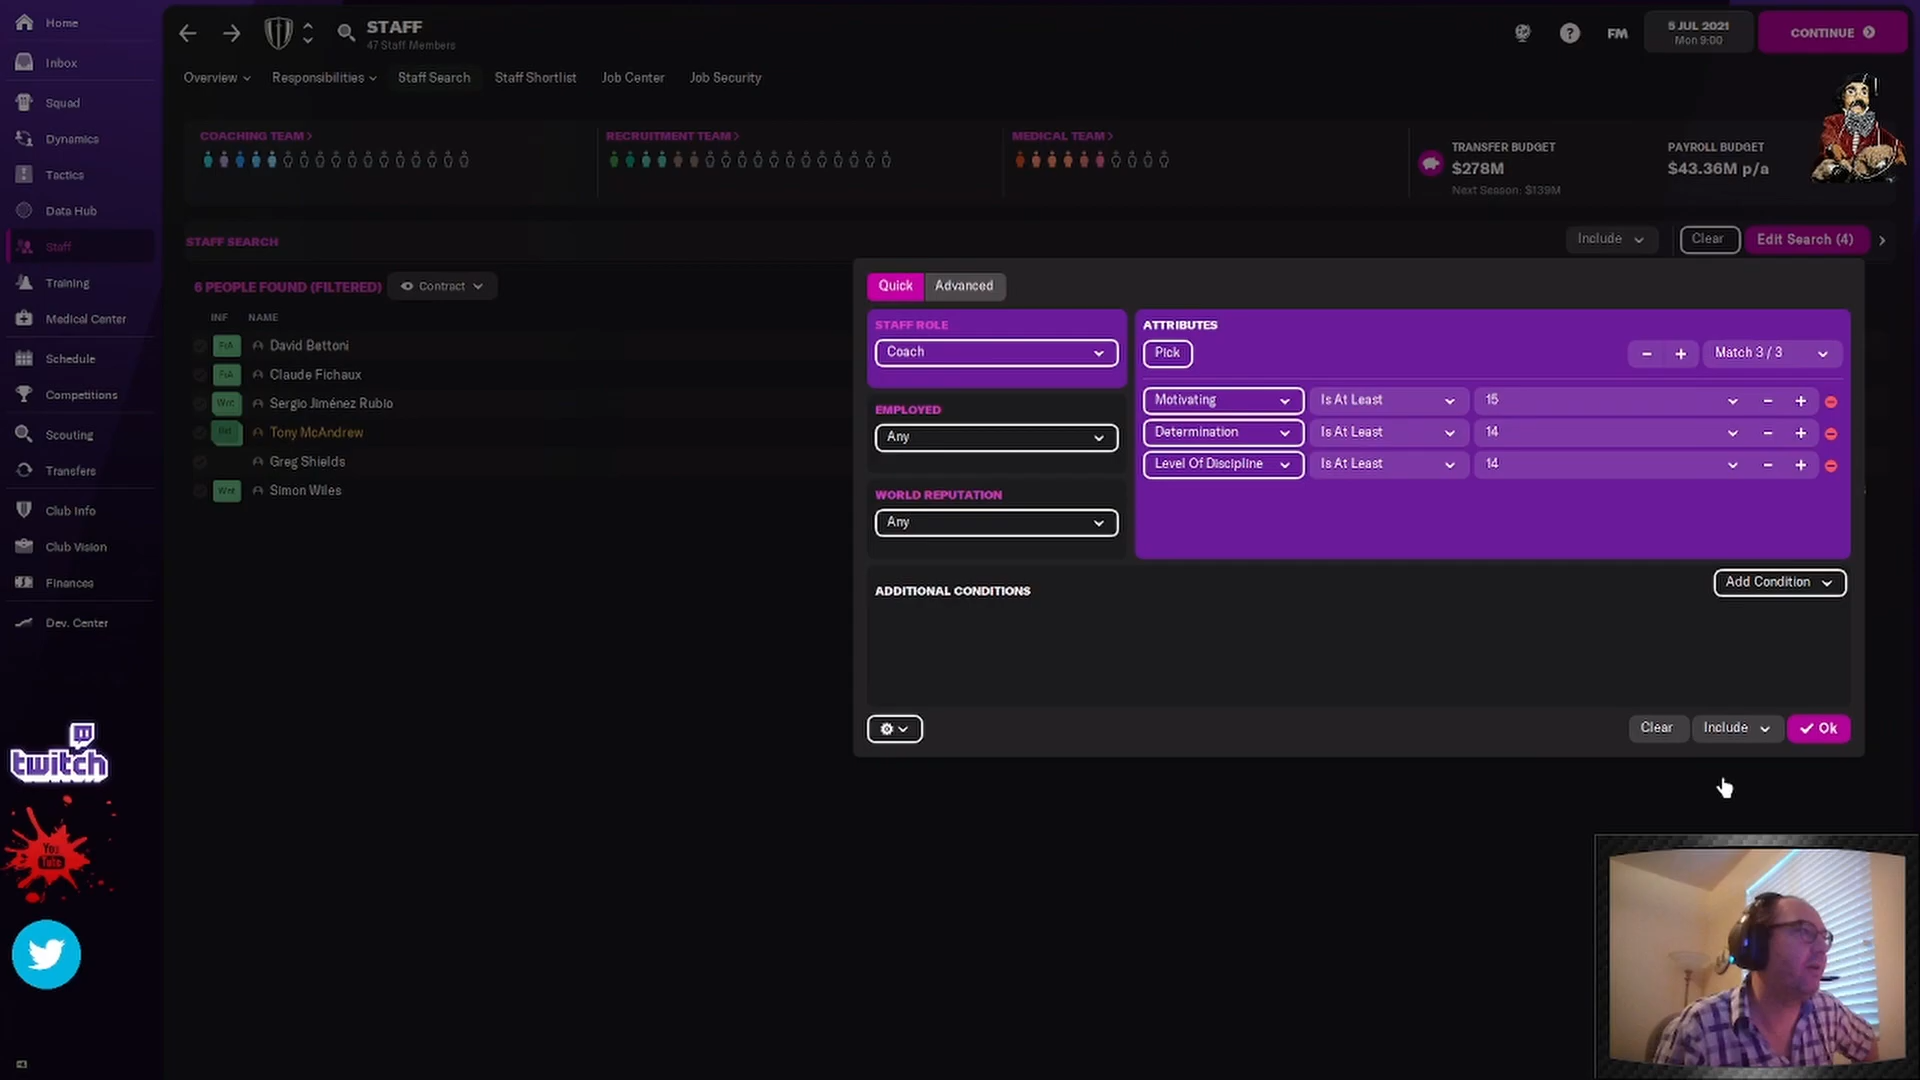 Home
Inbox
Squad
Dynamics
Tactics
Data Hub
Staff
Training
Medical Center
Schedule
Competitions
Scouting
Transfers
Club Info
Club Vision
Finances
Dev. Center
twitch
You
Tube
STAFF
47 Staff Members
FM
5 JUL 2021
Mon 9:00
CONTINUE
Overview
Responsibilities
Staff Search
Staff Shortlist
Job Center
Job Security
COACHING TEAM >
RECRUITMENT TEAM >
MEDICAL TEAM >
TRANSFER BUDGET
$278M
Next Season: $139M
PAYROLL BUDGET
$43.36M p/a
STAFF SEARCH
Include
Clear
Edit Search (4)
6 PEOPLE FOUND (FILTERED)
Contract
INF NAME
FrA David Bettoni
FrA Claude Fichaux
Wnt Sergio Jiménez Rubio
Tony McAndrew
Greg Shields
Wnt Simon Wiles
Quick
Advanced
STAFF ROLE
Coach
EMPLOYED
Any
WORLD REPUTATION
Any
ATTRIBUTES
Pick
- + Match 3 / 3
Motivating Is At Least 15 - +
Determination Is At Least 14 - +
Level Of Discipline Is At Least 14 - +
ADDITIONAL CONDITIONS
Add Condition
Clear
Include
Ok